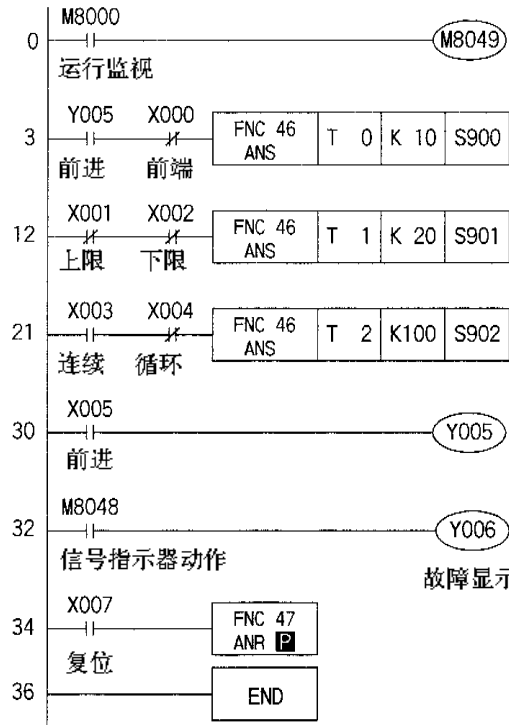 M8000
0 M8049
运行监视
Y005 X000
3 FNC 46 ANS T 0 K 10 S900
前进 前端
X001 X002
12 FNC 46 ANS T 1 K 20 S901
上限 下限
X003 X004
21 FNC 46 ANS T 2 K100 S902
连续 循环
X005
30 Y005
前进
M8048
32 Y006
信号指示器动作
故障显示
X007
34 FNC 47 ANR P
复位
36 END